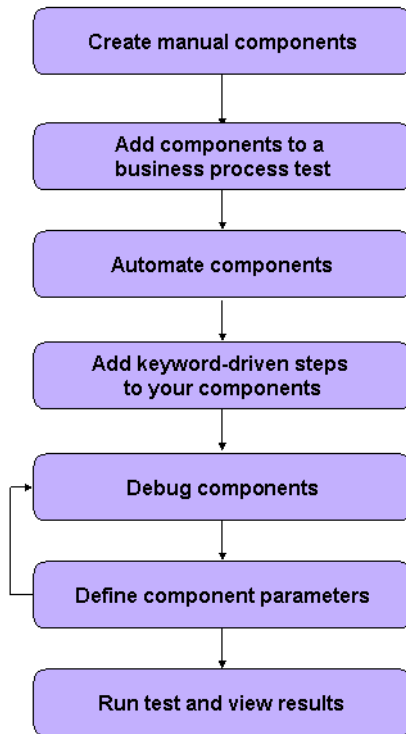 Create manual components
Add components to a
business process test
Automate components
Add keyword-driven steps
to your components
Debug components
Define component parameters
Run test and view results